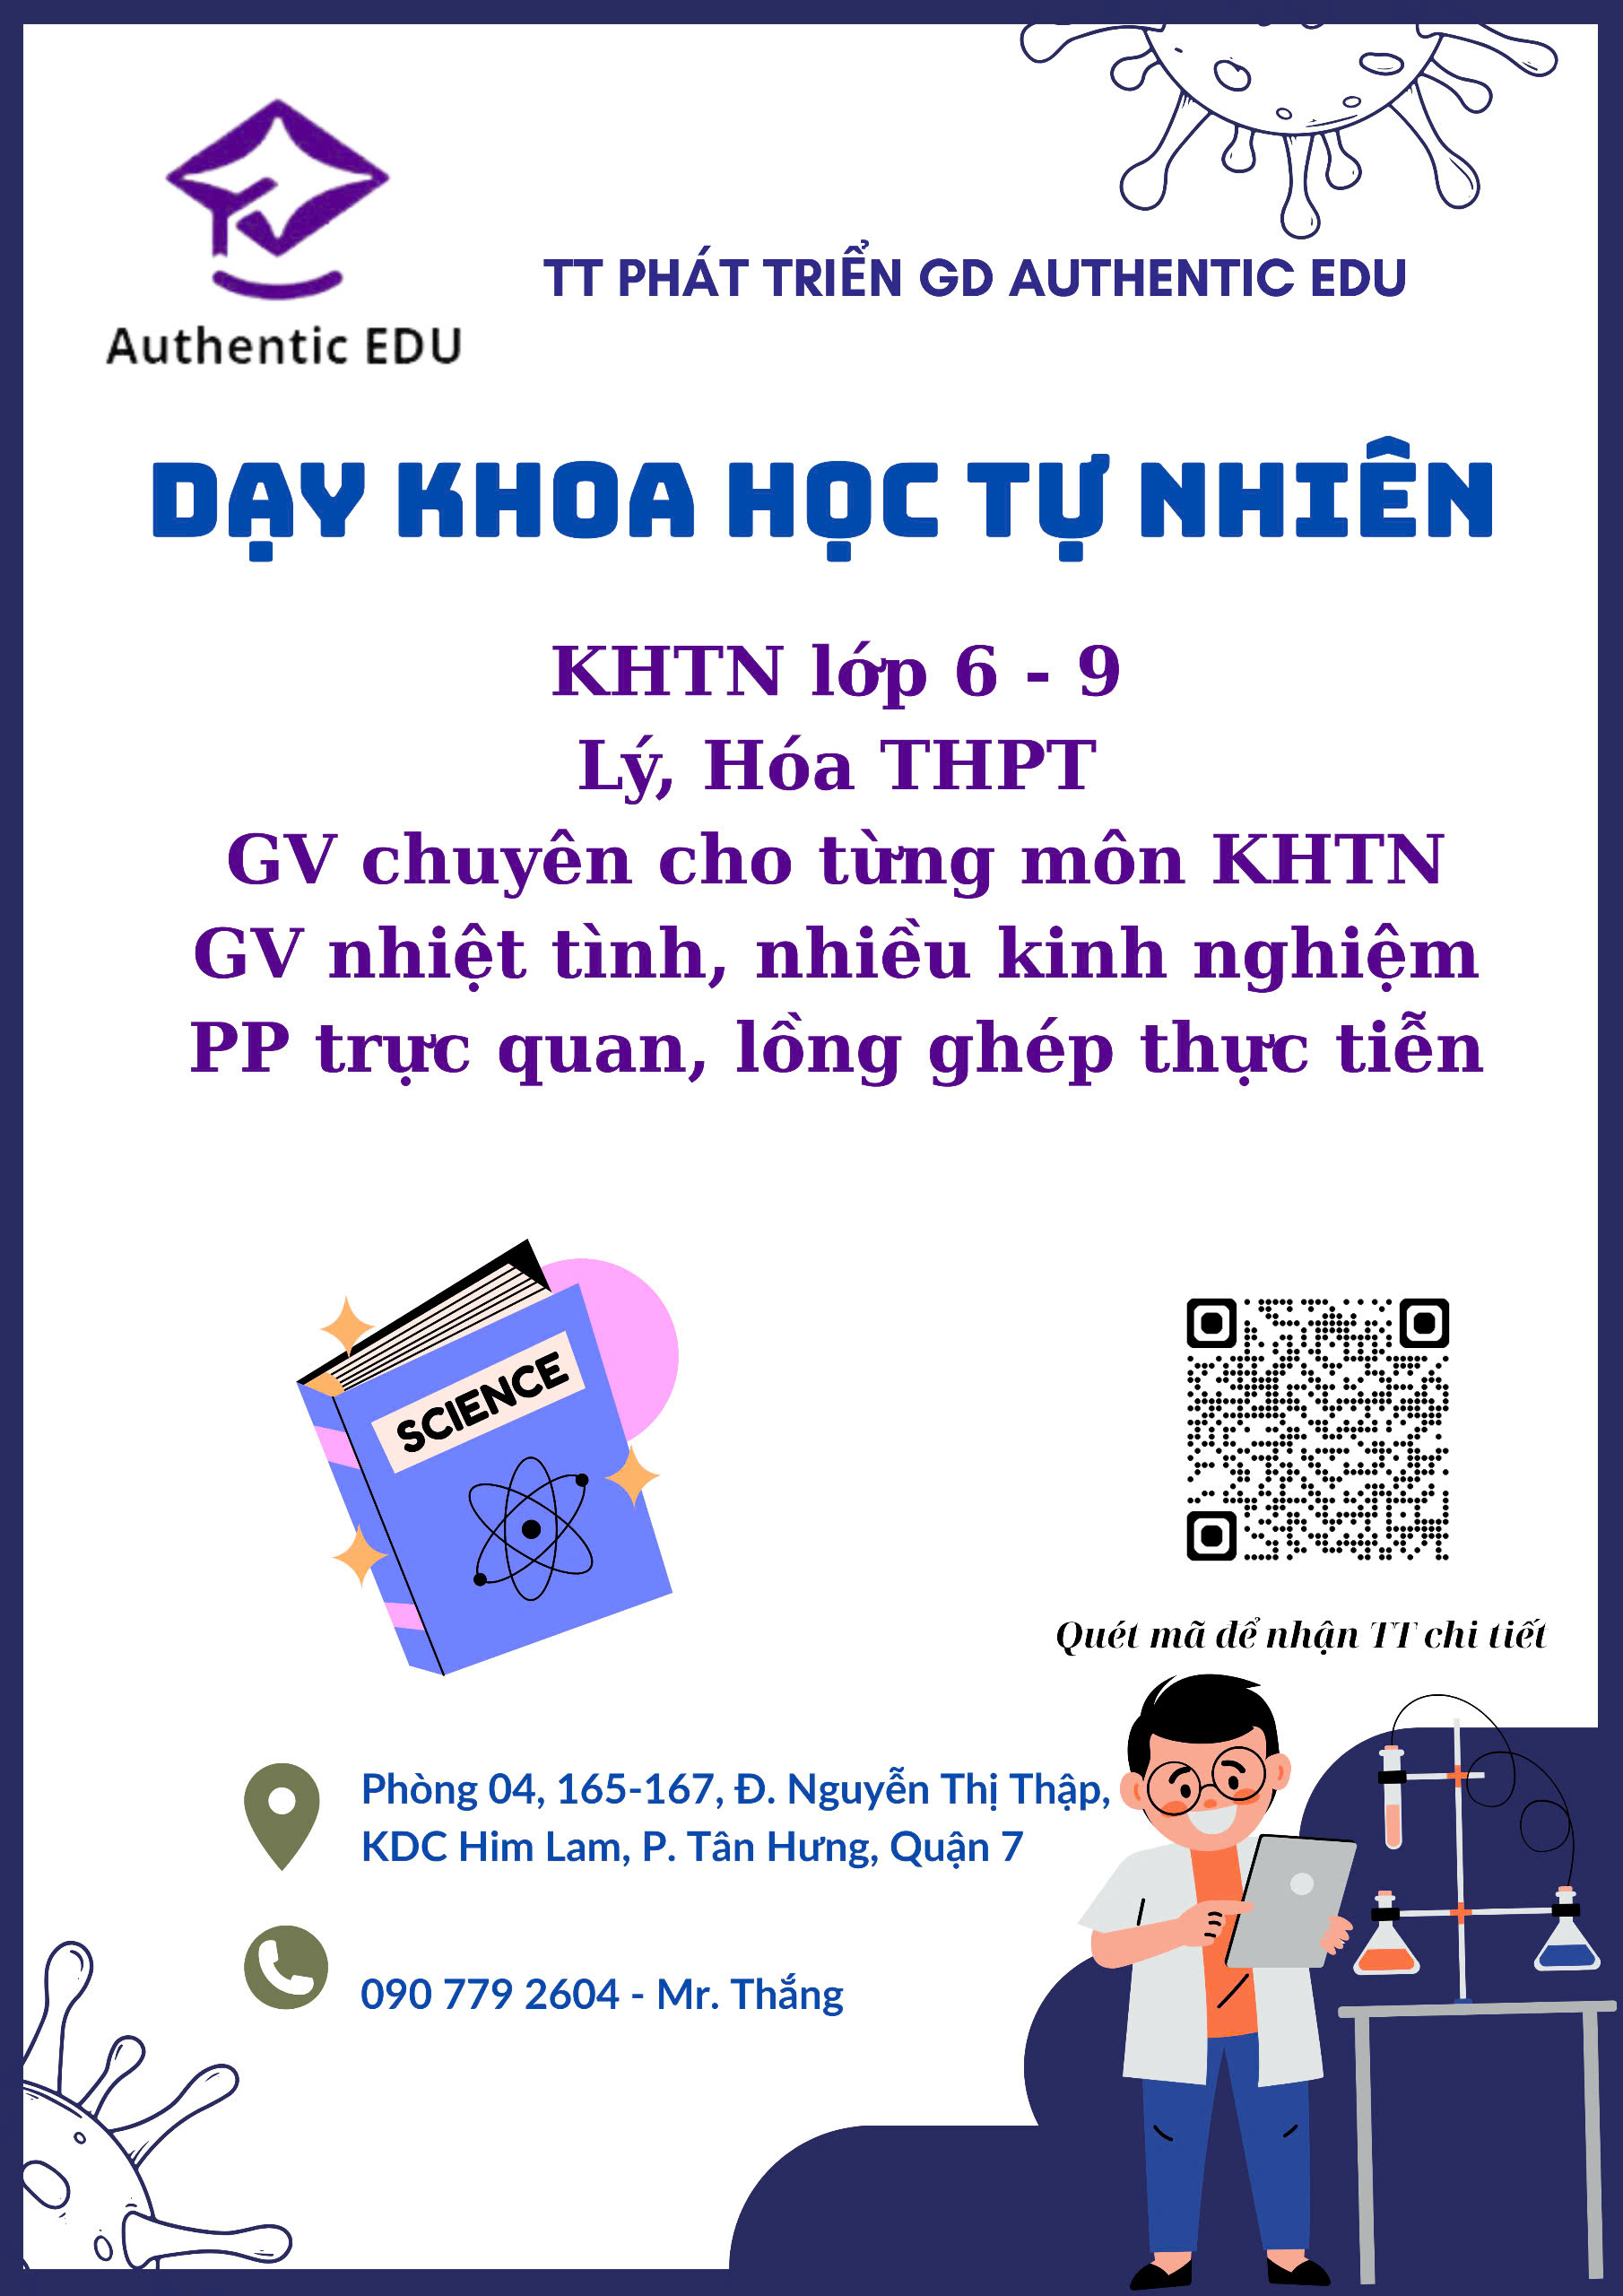 Authentic EDU
TT PHÁT TRIỂN GD AUTHENTIC EDU
DẠY KHOA HỌC TỰ NHIÊN
KHTN lớp 6 - 9
Lý, Hóa THPT
GV chuyên cho từng môn KHTN
GV nhiệt tình, nhiều kinh nghiệm
PP trực quan, lồng ghép thực tiễn
SCIENCE
Quét mã để nhận TT chi tiết
Phòng 04, 165-167, Đ. Nguyễn Thị Thập,
KDC Him Lam, P. Tân Hưng, Quận 7
090 779 2604 - Mr. Thắng